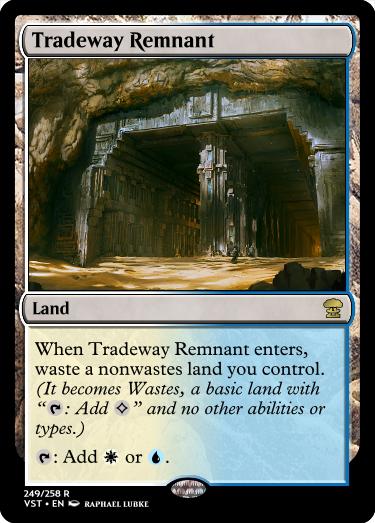 Tradeway Remnant
Land
When Tradeway Remnant enters,
waste a nonwastes land you control.
(It becomes Wastes, a basic land with
“: Add ” and no other abilities or
types.)
: Add or .
249/258 R
VST • EN RAPHAEL LUBKE